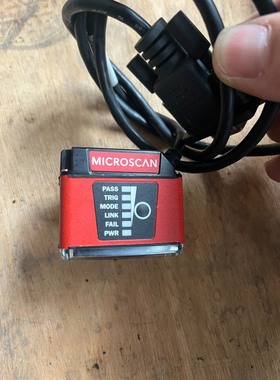 MICROSCAN
PASS
TRIG
MODE
LINK
FAIL
PWR